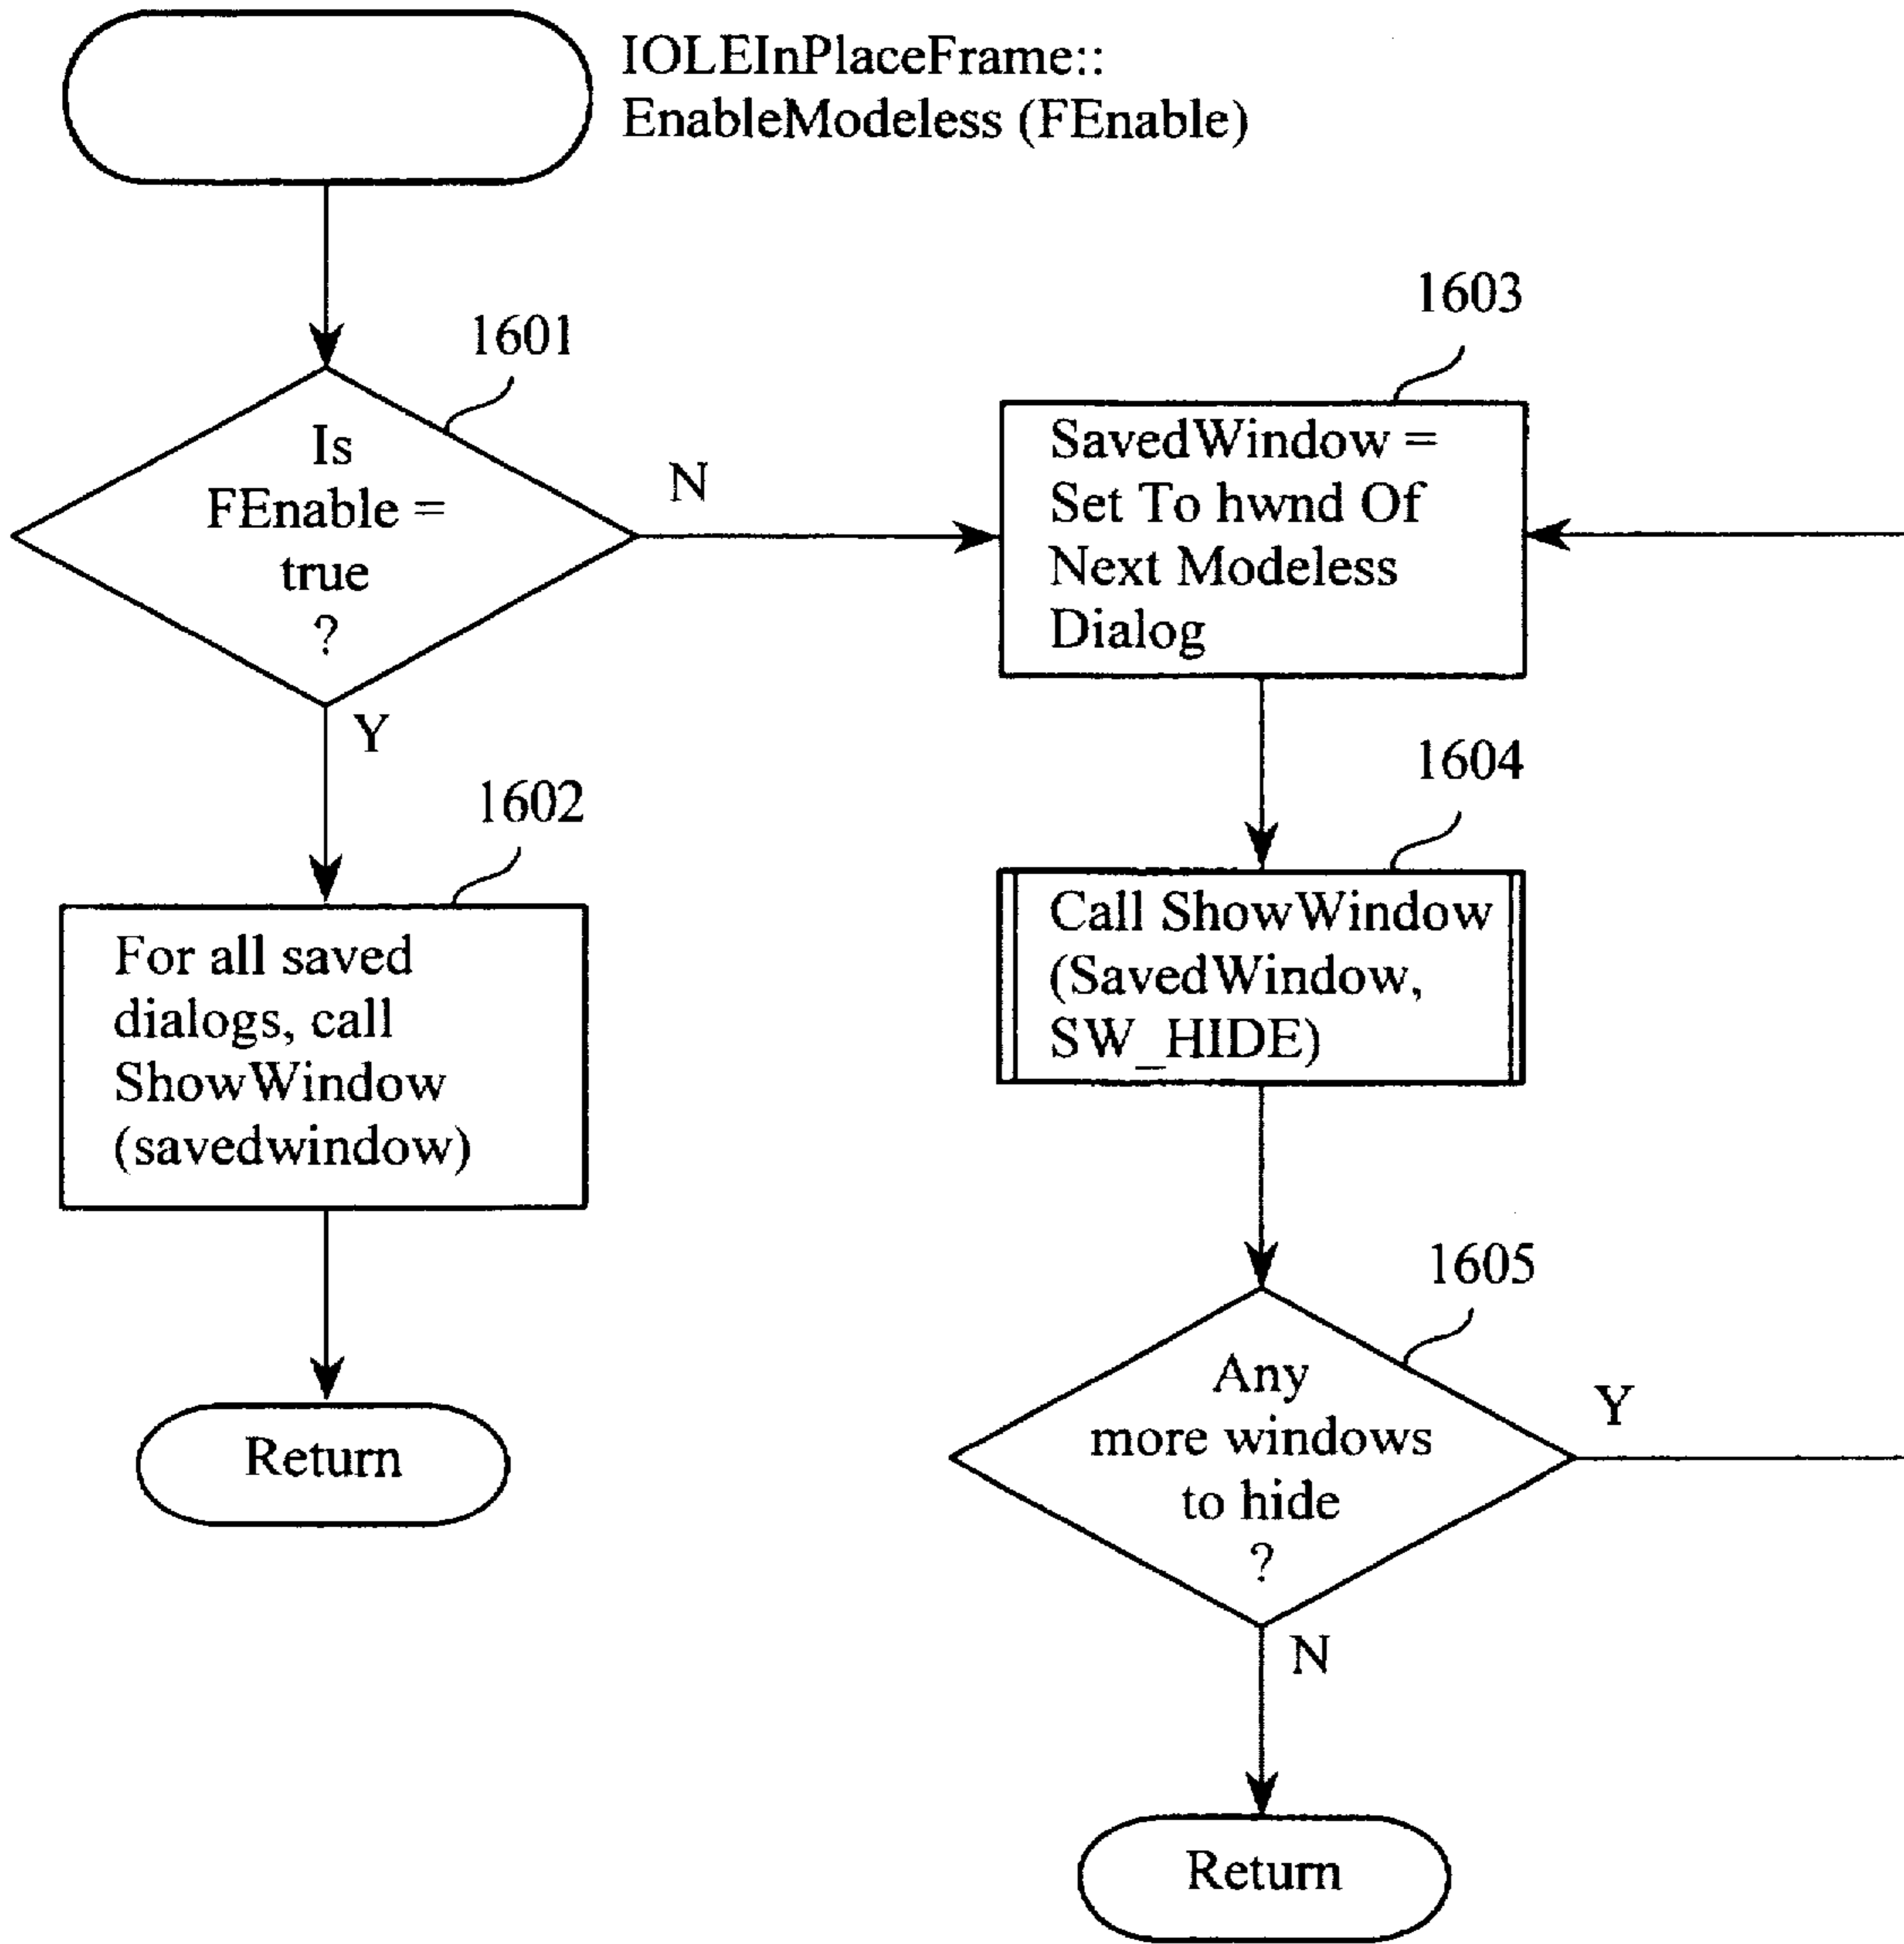 IOLEInPlaceFrame::
EnableModeless (FEnable)
1601
Is
FEnable =
true
?
N
Y
1602
For all saved
dialogs, call
ShowWindow
(savedwindow)
Return
1603
SavedWindow =
Set To hwnd Of
Next Modeless
Dialog
1604
Call ShowWindow
(SavedWindow,
SW_HIDE)
1605
Any
more windows
to hide
?
Y
N
Return